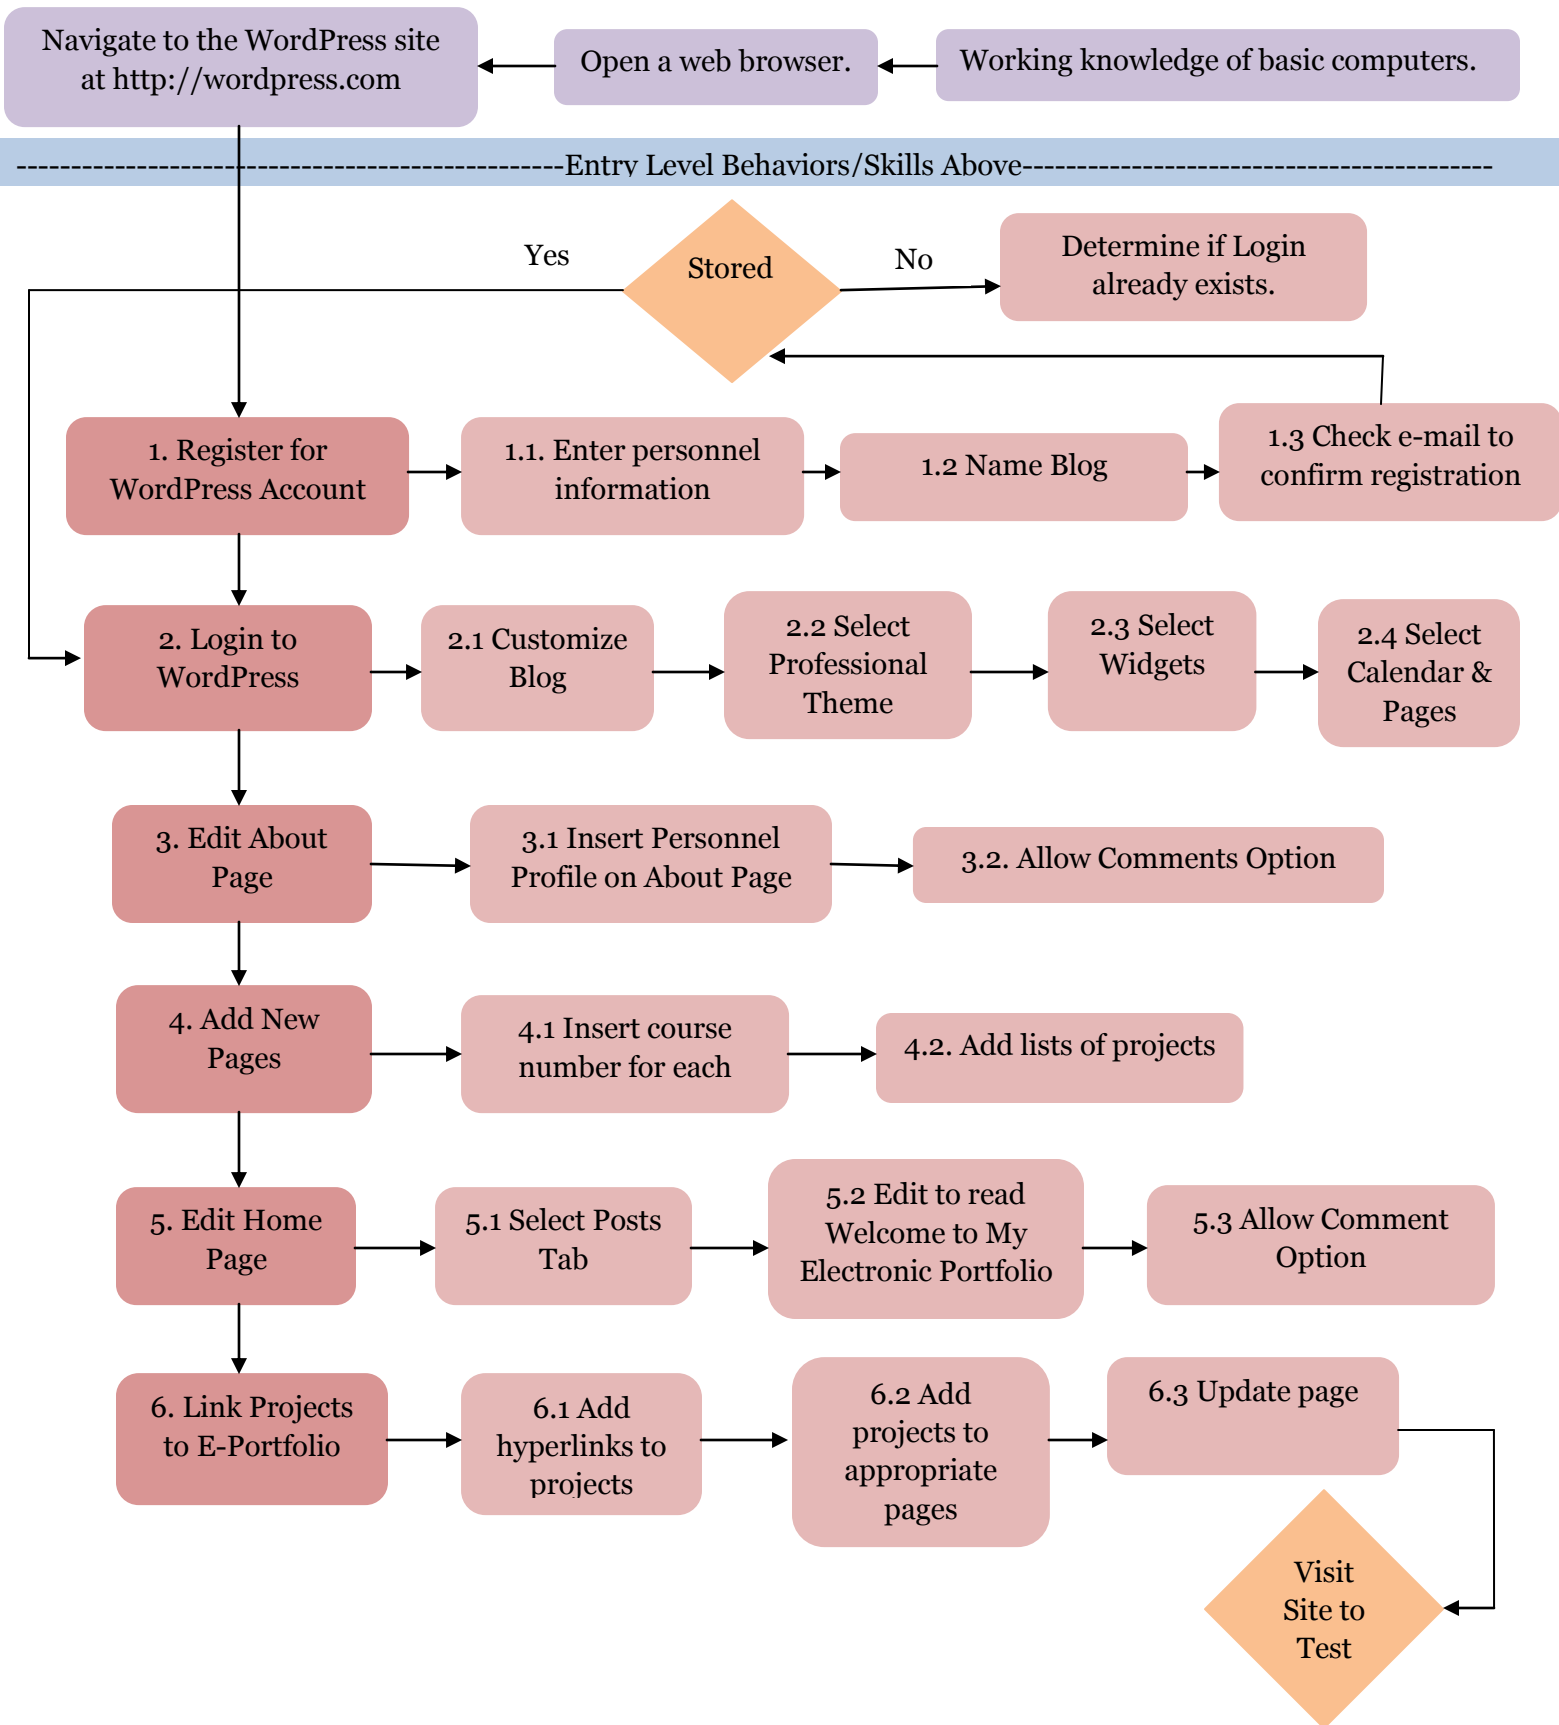 Navigate to the WordPress site
at http://wordpress.com
Open a web browser.
Working knowledge of basic computers.
--------------------------------------Entry Level Behaviors/Skills Above---------------------------------
Yes
Stored
No
Determine if Login
already exists.
1. Register for
WordPress Account
1.1. Enter personnel
information
1.2 Name Blog
1.3 Check e-mail to
confirm registration
2. Login to
WordPress
2.1 Customize
Blog
2.2 Select
Professional
Theme
2.3 Select
Widgets
2.4 Select
Calendar &
Pages
3. Edit About
Page
3.1 Insert Personnel
Profile on About Page
3.2. Allow Comments Option
4. Add New
Pages
4.1 Insert course
number for each
4.2. Add lists of projects
5. Edit Home
Page
5.1 Select Posts
Tab
5.2 Edit to read
Welcome to My
Electronic Portfolio
5.3 Allow Comment
Option
6. Link Projects
to E-Portfolio
6.1 Add
hyperlinks to
projects
6.2 Add
projects to
appropriate
pages
6.3 Update page
Visit
Site to
Test